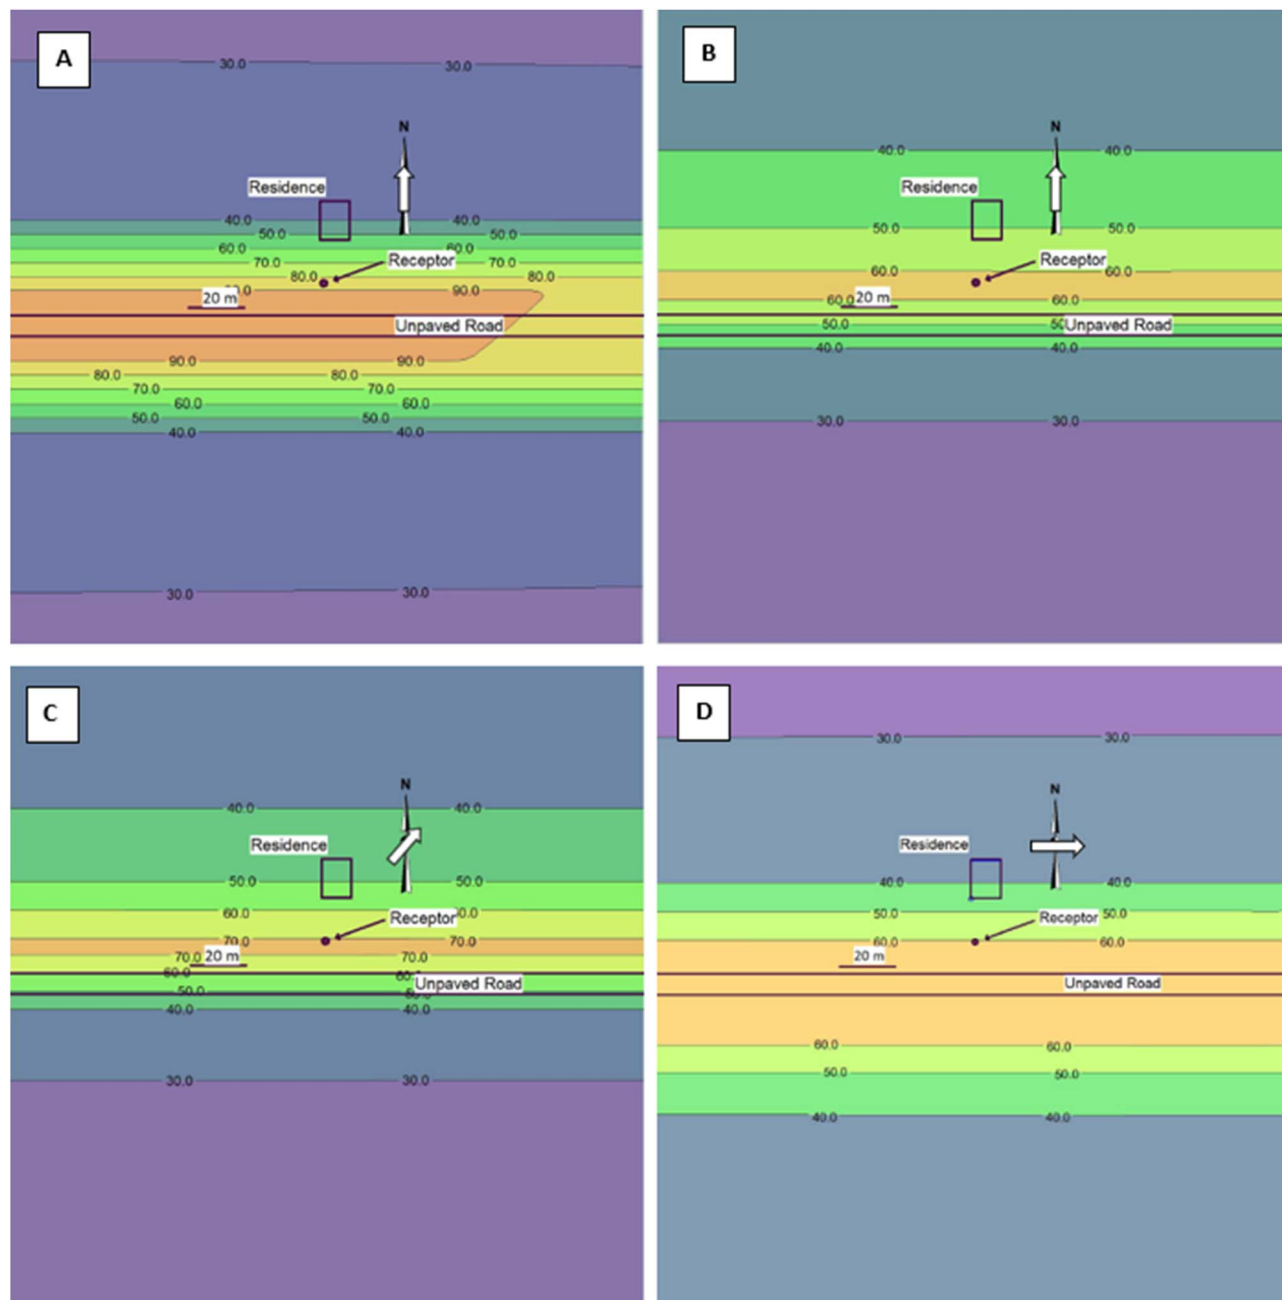 A
30.0 30.0
N
Residence
40.0 40.0
50.0 50.0
60.0 60.0
70.0 Receptor
80.0 80.0
20 m 90.0
Unpaved Road
90.0 90.0
80.0 80.0
70.0 70.0
60.0 60.0
50.0 50.0
40.0 40.0
30.0 30.0
B
N
40.0 40.0
Residence
50.0 50.0
Receptor
60.0 60.0
20 m
60.0 60.0
50.0 Unpaved Road
40.0 40.0
30.0 30.0
C
N
40.0 40.0
Residence
50.0 50.0
60.0 Receptor
70.0 70.0
70.0 20 m 70.0
60.0
50.0 Unpaved Road
40.0 40.0
30.0 30.0
D
30.0 30.0
N
Residence
40.0 40.0
50.0 Receptor 50.0
60.0 60.0
20 m
Unpaved Road
60.0 60.0
50.0 50.0
40.0 40.0